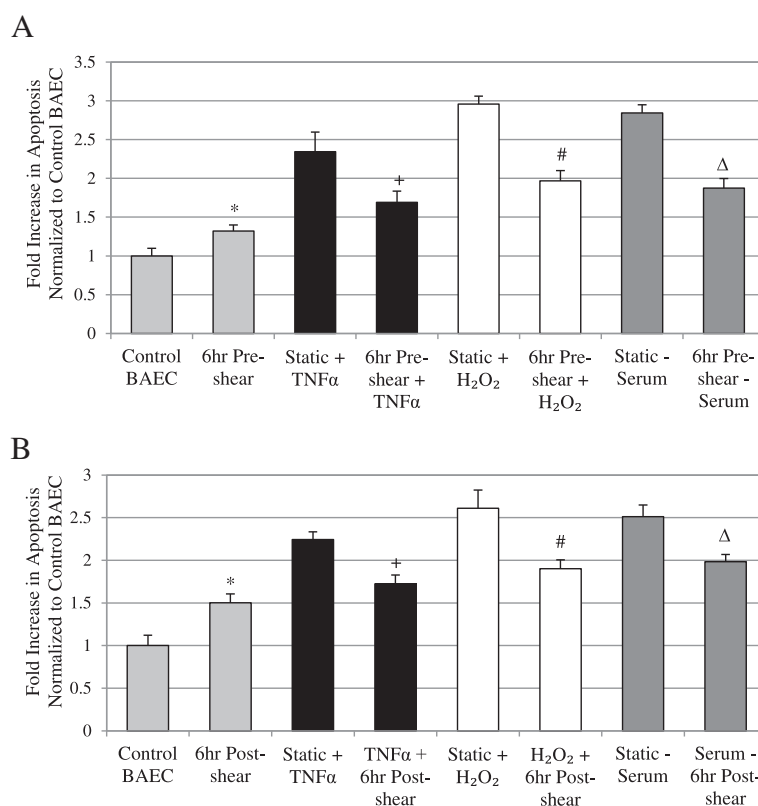 A
Fold Increase in Apoptosis
Normalized to Control BAEC
3.5
3
2.5
2
1.5
1
0.5
0
*
+
#
Δ
Control
BAEC
6hr Pre-
shear
Static +
TNFα
6hr Pre-
shear +
TNFα
Static +
H₂O₂
6hr Pre-
shear +
H₂O₂
Static -
Serum
6hr Pre-
shear -
Serum
B
Fold Increase in Apoptosis
Normalized to Control BAEC
3
2.5
2
1.5
1
0.5
0
*
+
#
Δ
Control
BAEC
6hr Post-
shear
Static +
TNFα
TNFα +
6hr Post-
shear
Static +
H₂O₂
H₂O₂ +
6hr Post-
shear
Static -
Serum
Serum -
6hr Post-
shear